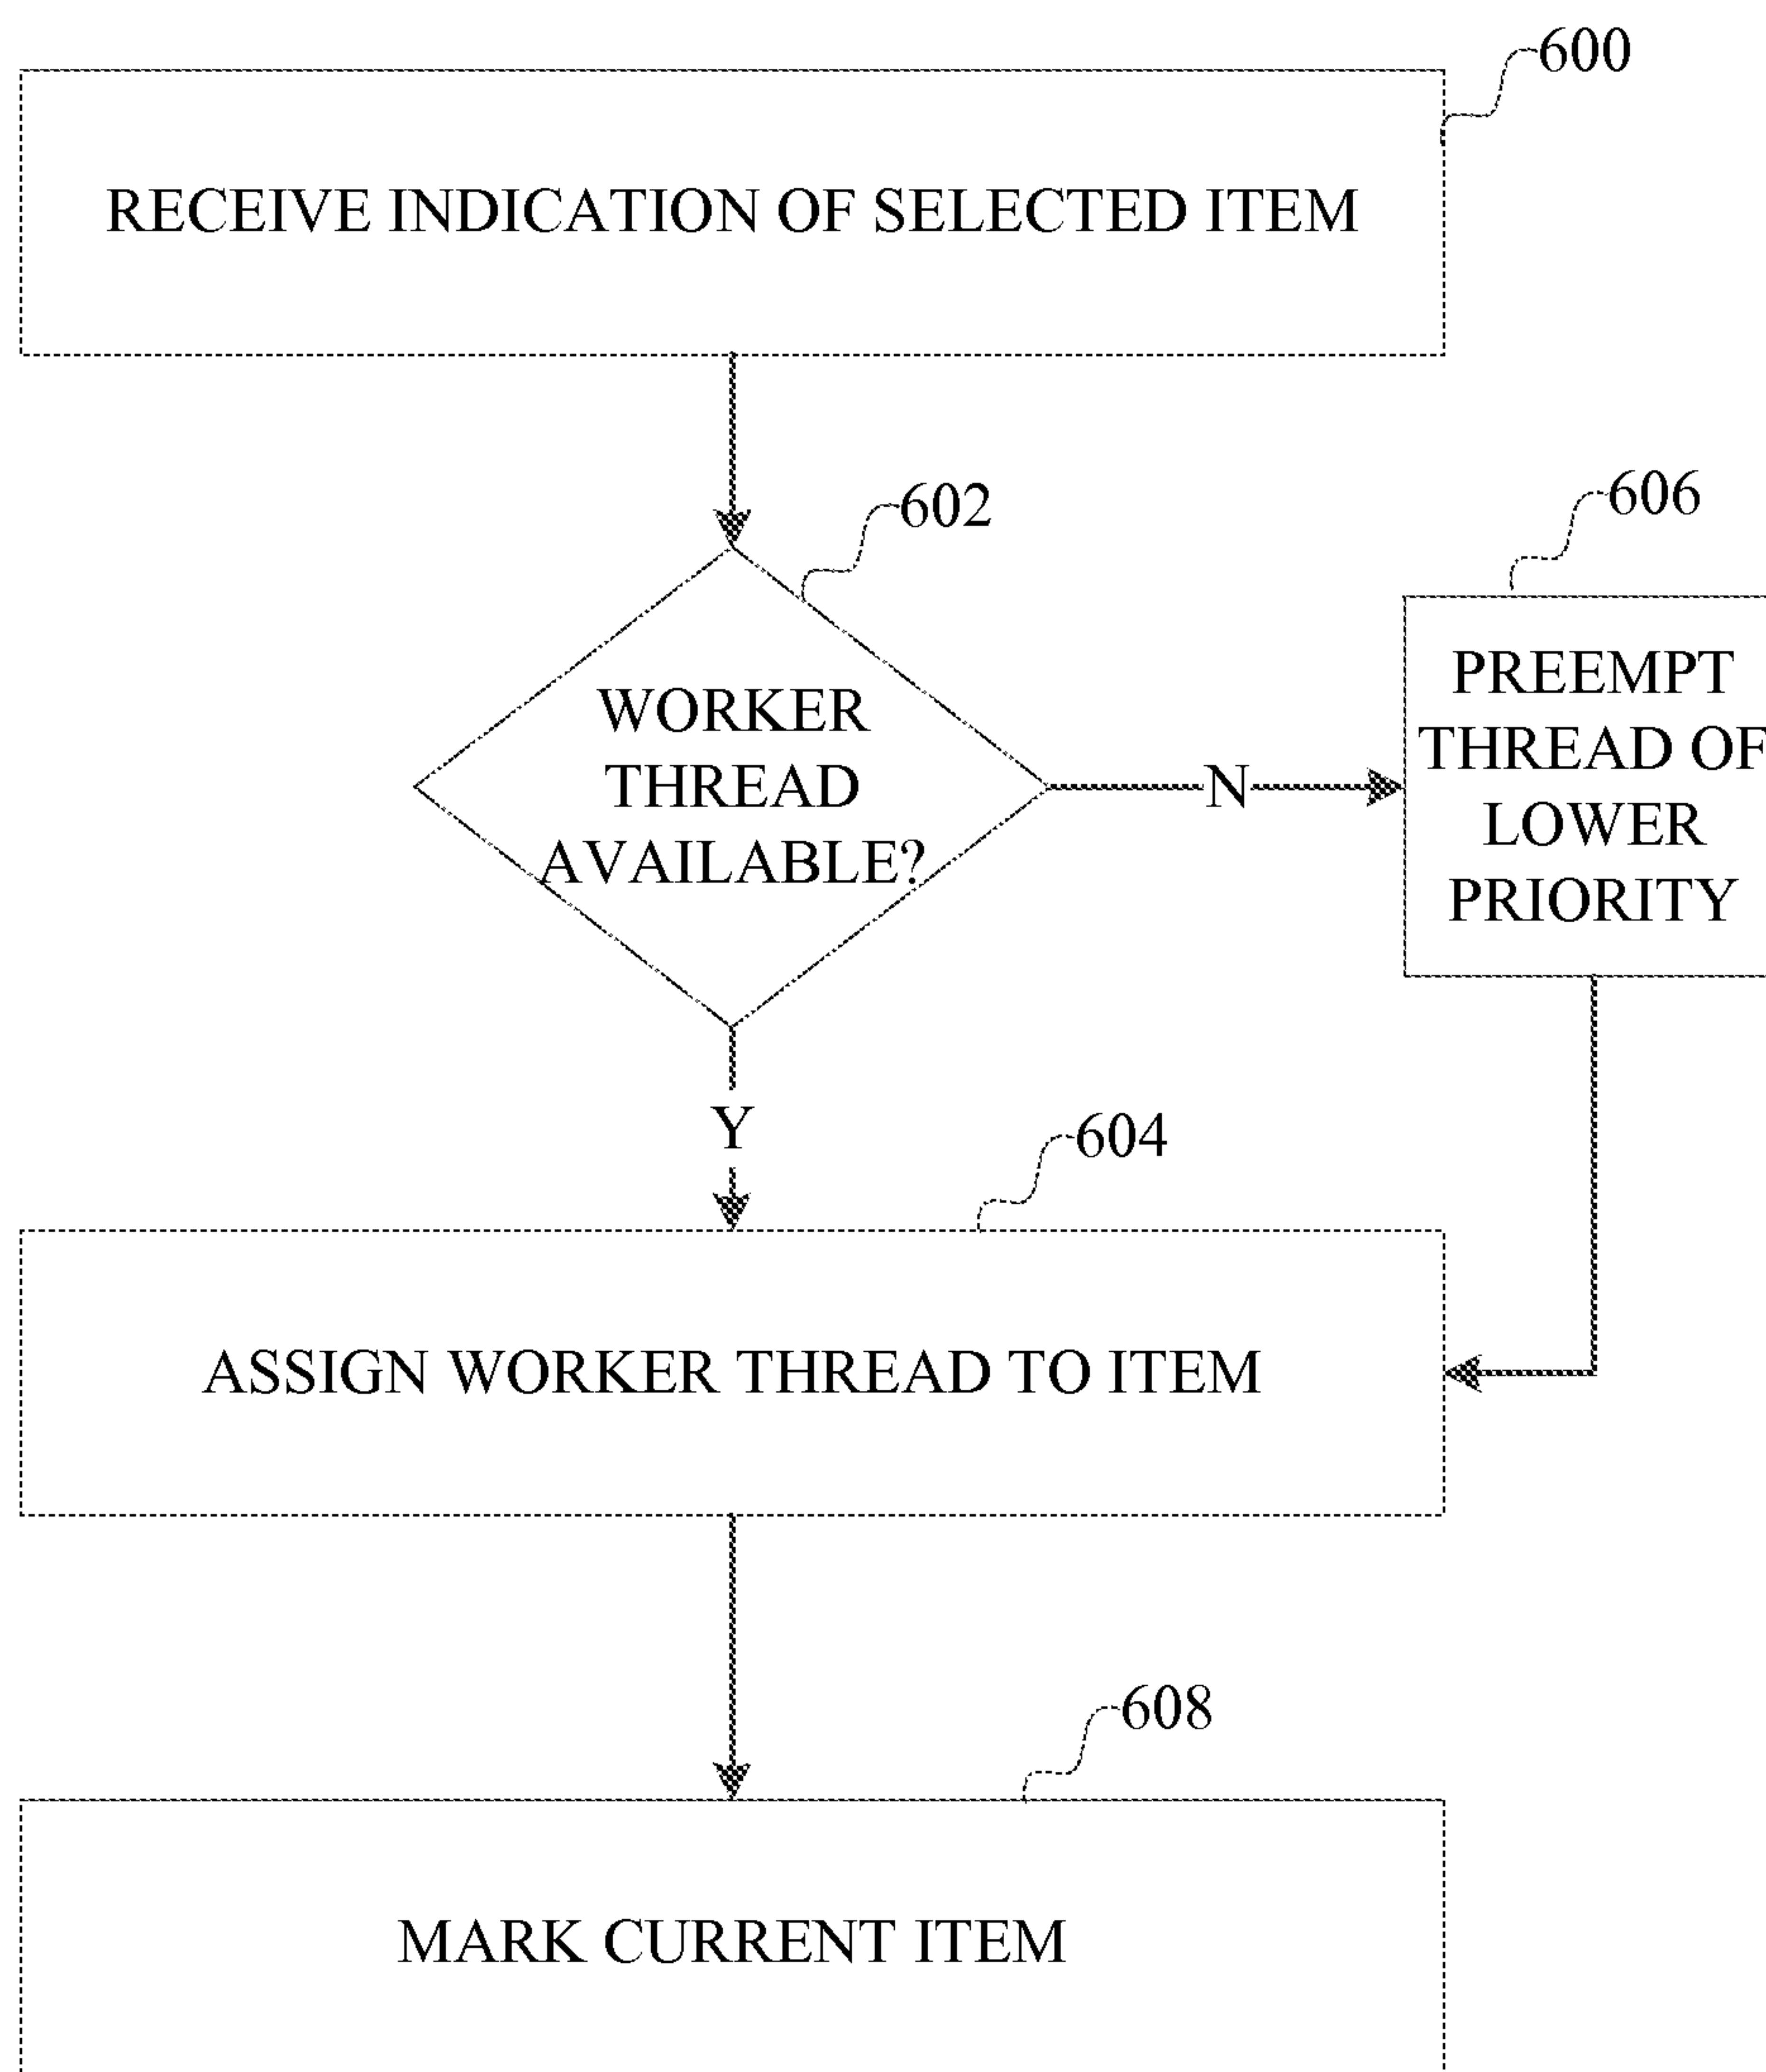 600
RECEIVE INDICATION OF SELECTED ITEM
602
606
WORKER
THREAD
AVAILABLE?
N
PREEMPT
THREAD OF
LOWER
PRIORITY
Y
604
ASSIGN WORKER THREAD TO ITEM
608
MARK CURRENT ITEM